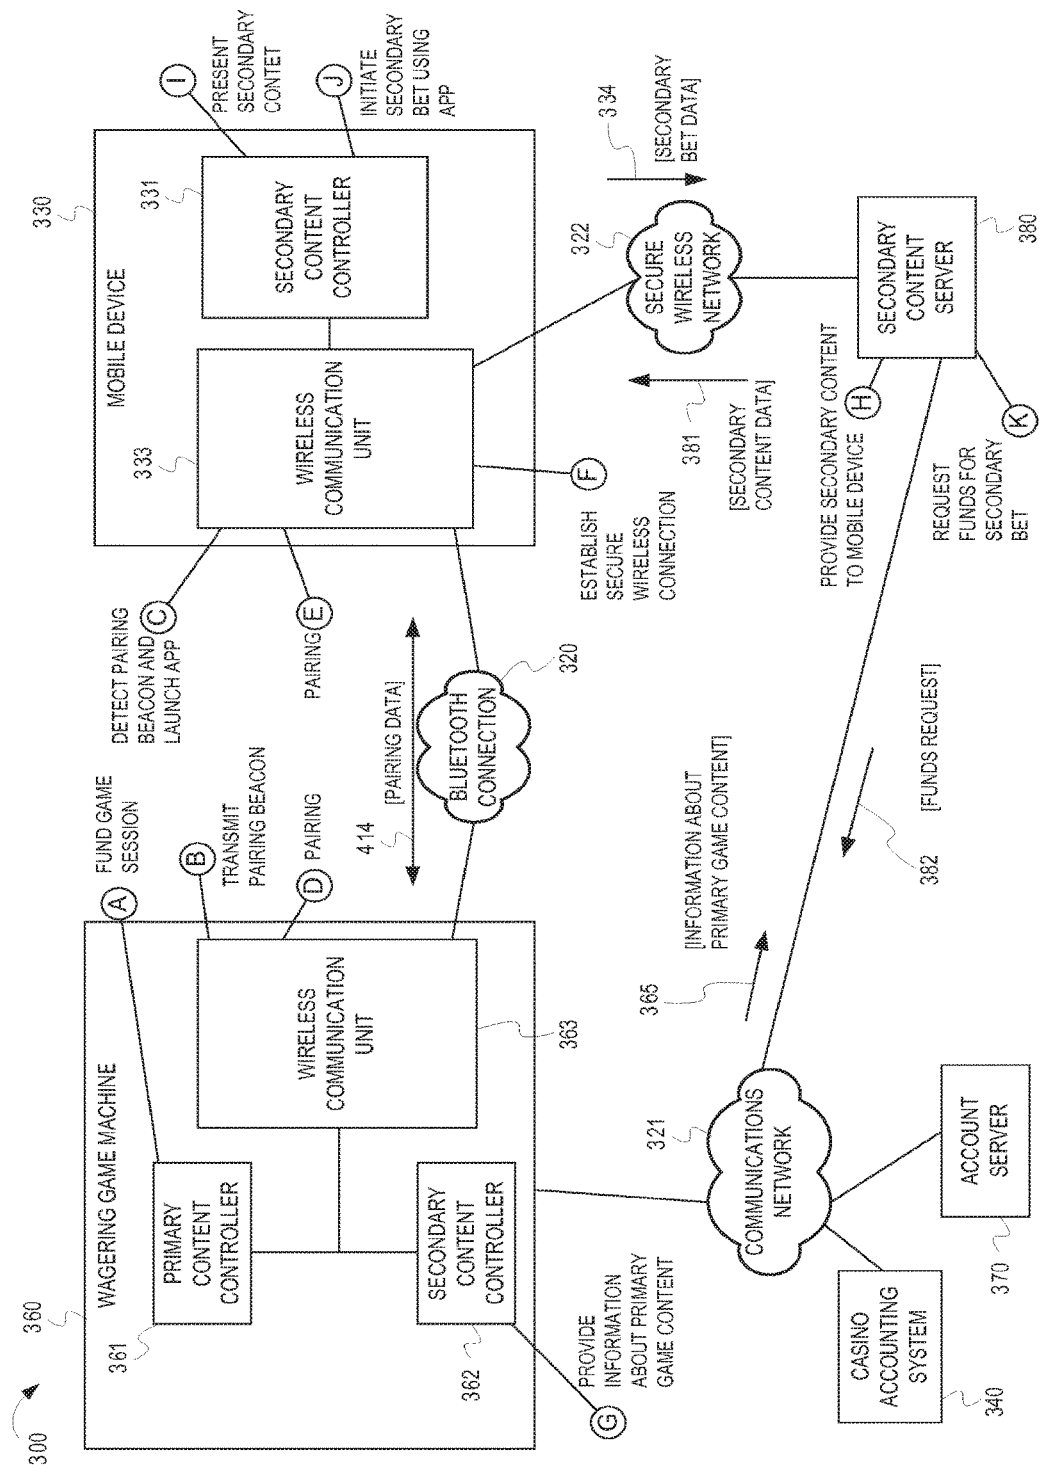 300
360
WAGERING GAME MACHINE
361
PRIMARY
CONTENT
CONTROLLER
362
SECONDARY
CONTENT
CONTROLLER
363
WIRELESS
COMMUNICATION
UNIT
A
FUND GAME
SESSION
B
TRANSMIT
PAIRING BEACON
D
PAIRING
G
PROVIDE
INFORMATION
ABOUT PRIMARY
GAME CONTENT
414
[PAIRING DATA]
BLUETOOTH
CONNECTION
320
330
MOBILE DEVICE
333
WIRELESS
COMMUNICATION
UNIT
331
SECONDARY
CONTENT
CONTROLLER
DETECT PAIRING
BEACON AND
LAUNCH APP
C
PAIRING
E
F
ESTABLISH
SECURE
WIRELESS
CONNECTION
I
PRESENT
SECONDARY
CONTET
J
INITIATE
SECONDARY
BET USING
APP
322
SECURE
WIRELESS
NETWORK
334
[SECONDARY
BET DATA]
381
[SECONDARY
CONTENT DATA]
SECONDARY
CONTENT
SERVER
380
PROVIDE SECONDARY CONTENT
TO MOBILE DEVICE
H
K
REQUEST
FUNDS FOR
SECONDARY
BET
365
[INFORMATION ABOUT
PRIMARY GAME CONTENT]
382
[FUNDS REQUEST]
321
COMMUNICATIONS
NETWORK
CASINO
ACCOUNTING
SYSTEM
340
ACCOUNT
SERVER
370